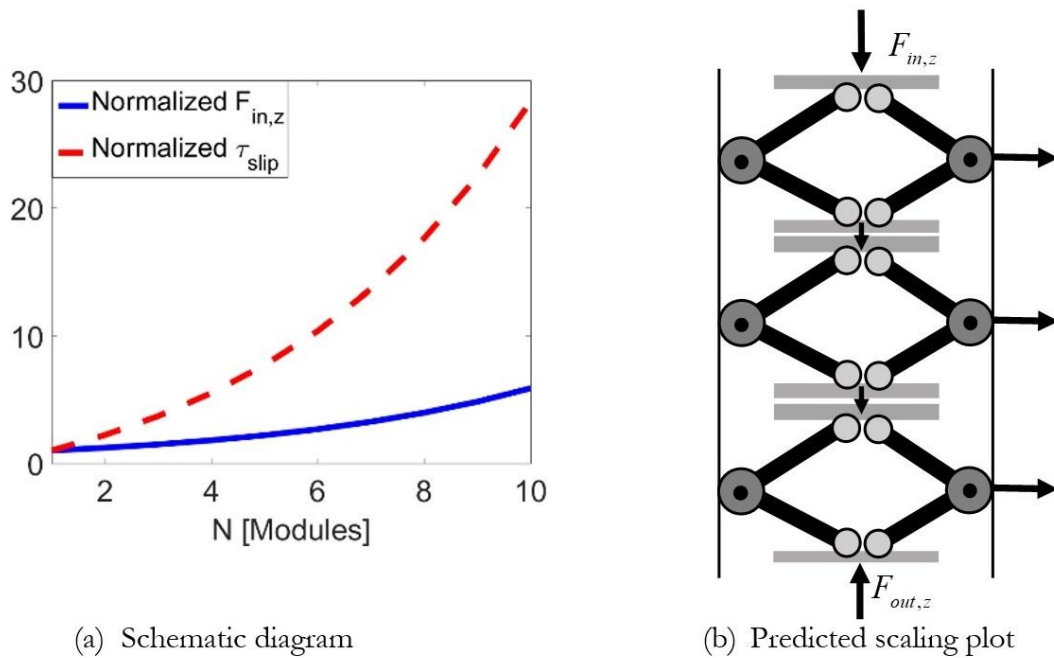 30
20
10
0
2
4
6
8
10
N [Modules]
Normalized F_in,z
Normalized τ_slip
F_in,z
F_out,z
(a) Schematic diagram
(b) Predicted scaling plot